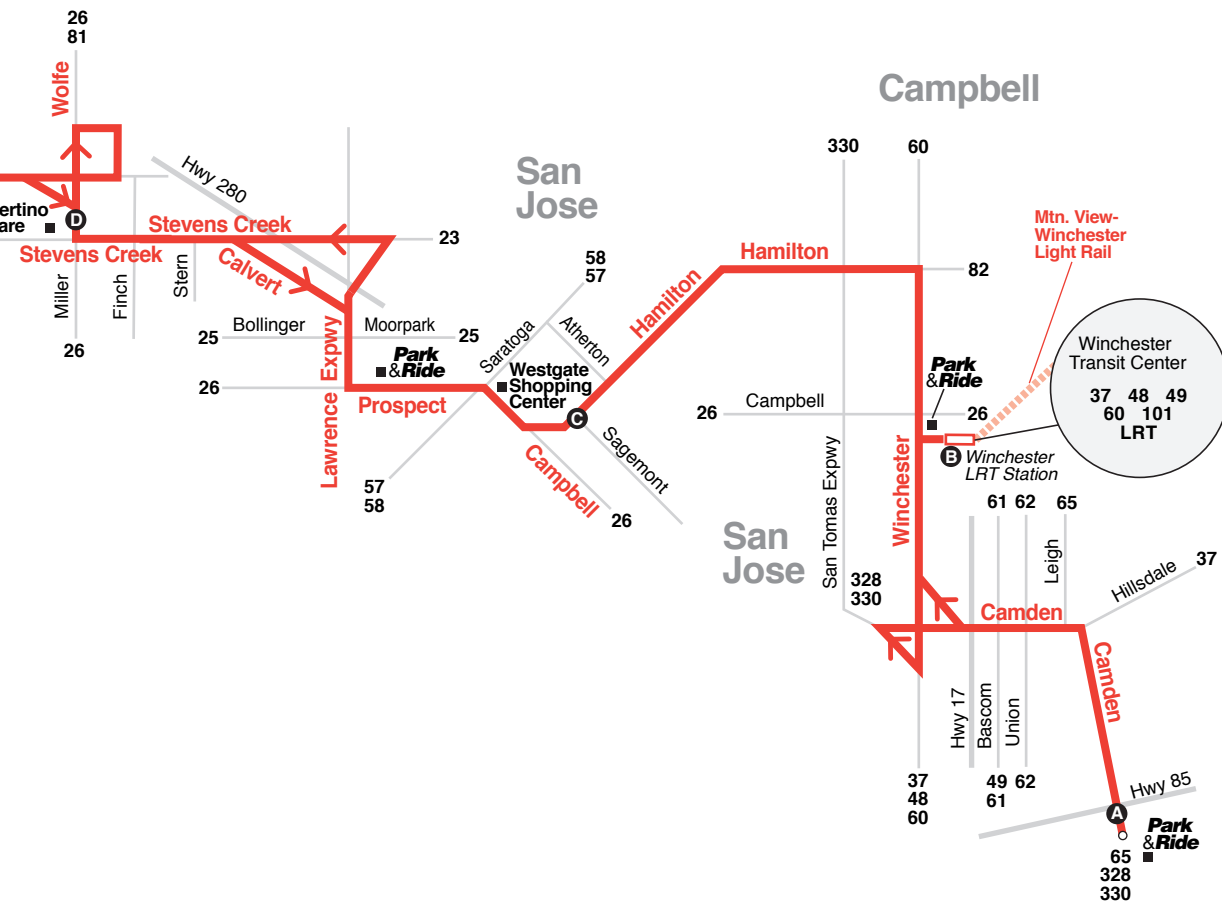 26
81
Wolfe
Campbell
330
60
San
Jose
Hwy 280
Mtn. View-
Winchester
Light Rail
ertino
are
D
Stevens Creek
23
Stevens Creek
Calvert
Hamilton
82
58
57
Miller
Finch
Stern
26
Hamilton
25
Bollinger
Moorpark
25
Saratoga
Atherton
Winchester
Transit Center
37 48 49
60 101
LRT
Park
&Ride
Westgate
Shopping
Center
Park
&Ride
26
Lawrence Expwy
Prospect
C
26
Campbell
26
Sagemont
B
Winchester
LRT Station
57
58
Campbell
26
San
Jose
San Tomas Expwy
Winchester
61
62
65
Leigh
328
330
Hillsdale
37
Camden
Camden
Hwy 17
Bascom
Union
37
48
60
49
61
62
Hwy 85
A
Park
&Ride
65
328
330